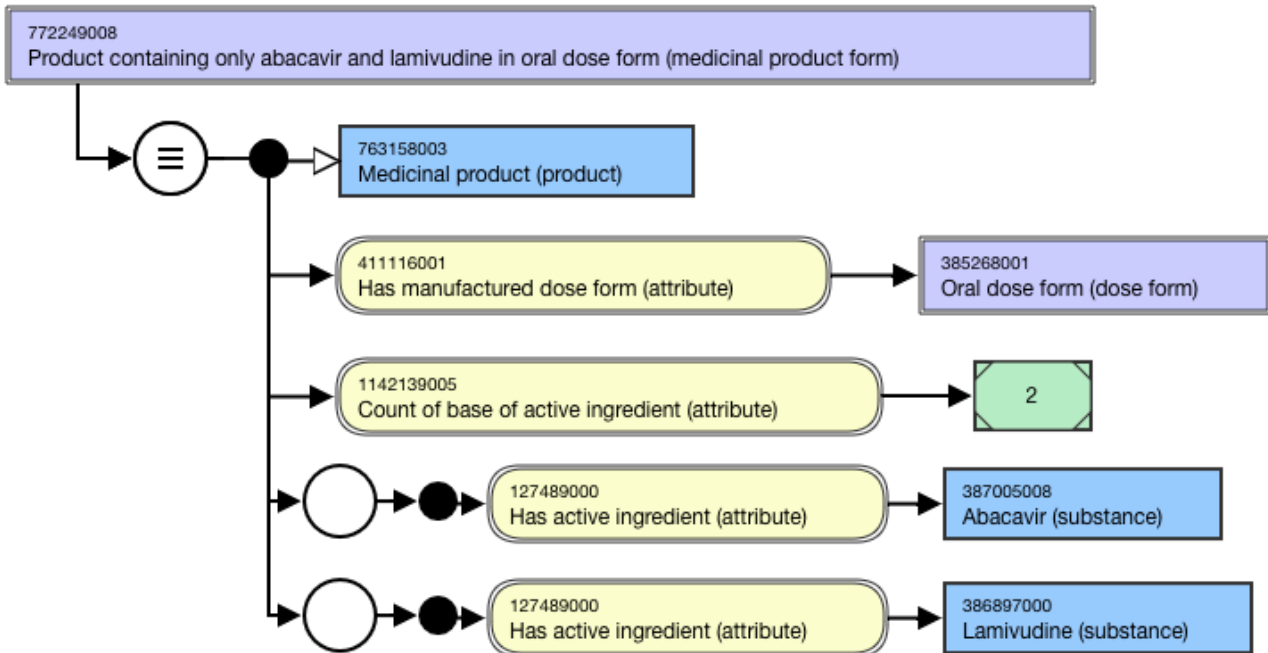 772249008
Product containing only abacavir and lamivudine in oral dose form (medicinal product form)
763158003
Medicinal product (product)
411116001
Has manufactured dose form (attribute)
385268001
Oral dose form (dose form)
1142139005
Count of base of active ingredient (attribute)
2
127489000
Has active ingredient (attribute)
387005008
Abacavir (substance)
127489000
Has active ingredient (attribute)
386897000
Lamivudine (substance)